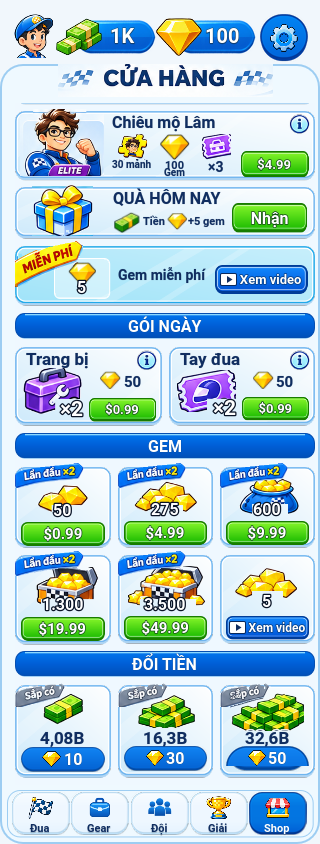 1K
100
CỬA HÀNG
Chiêu mộ Lâm
ELITE
30 mảnh
100
Gem
×3
$4.99
QUÀ HÔM NAY
Tiền
+5 gem
Nhận
MIỄN PHÍ
5
Gem miễn phí
Xem video
GÓI NGÀY
Trang bị
×2
50
$0.99
Tay đua
×2
50
$0.99
GEM
Lần đầu ×2
50
$0.99
Lần đầu ×2
275
$4.99
Lần đầu ×2
600
$9.99
Lần đầu ×2
1.300
$19.99
Lần đầu ×2
3.500
$49.99
5
Xem video
ĐỔI TIỀN
Sắp có
4,08B
10
Sắp có
16,3B
30
Sắp có
32,6B
50
Đua
Gear
Đội
Giải
Shop